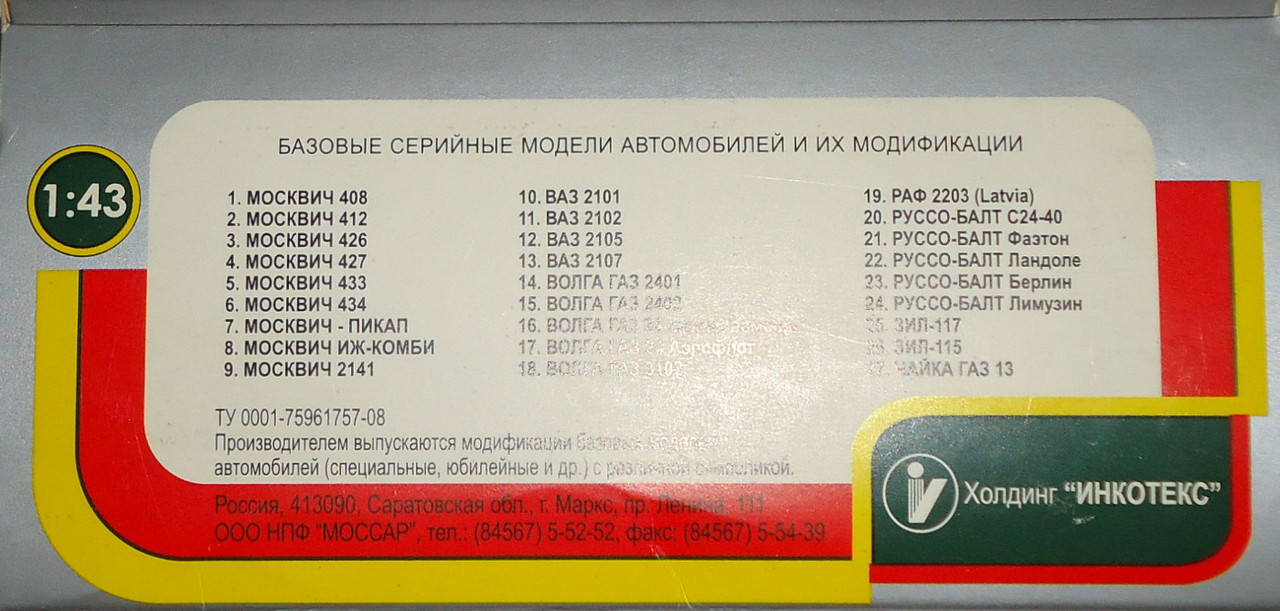 БАЗОВЫЕ СЕРИЙНЫЕ МОДЕЛИ АВТОМОБИЛЕЙ И ИХ МОДИФИКАЦИИ
1:43
1. МОСКВИЧ 408
2. МОСКВИЧ 412
3. МОСКВИЧ 426
4. МОСКВИЧ 427
5. МОСКВИЧ 433
6. МОСКВИЧ 434
7. МОСКВИЧ - ПИКАП
8. МОСКВИЧ ИЖ-КОМБИ
9. МОСКВИЧ 2141
10. ВАЗ 2101
11. ВАЗ 2102
12. ВАЗ 2105
13. ВАЗ 2107
14. ВОЛГА ГАЗ 2401
15. ВОЛГА ГАЗ 2402
16. ВОЛГА ГАЗ
17. ВОЛГА ГАЗ Аэрофлот
18. ВОЛГА ГАЗ 3102
19. РАФ 2203 (Latvia)
20. РУССО-БАЛТ С24-40
21. РУССО-БАЛТ Фаэтон
22. РУССО-БАЛТ Ландоле
23. РУССО-БАЛТ Берлин
24. РУССО-БАЛТ Лимузин
25. ЗИЛ-117
26. ЗИЛ-115
27. ЧАЙКА ГАЗ 13
ТУ 0001-75961757-08
Производителем выпускаются модификации базовых моделей
автомобилей (специальные, юбилейные и др.) с различной символикой.
Россия, 413090, Саратовская обл., г. Маркс, пр. Ленина, 111
ООО НПФ "МОССАР", тел.: (84567) 5-52-52, факс: (84567) 5-54-39
Холдинг "ИНКОТЕКС"